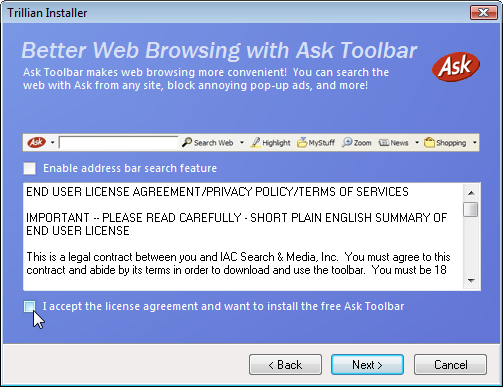 Trillian Installer
Better Web Browsing with Ask Toolbar
Ask Toolbar makes web browsing more convenient! You can search the
web with Ask from any site, block annoying pop-up ads, and more!
Ask
Ask Search Web Highlight MyStuff Zoom News Shopping
Enable address bar search feature
END USER LICENSE AGREEMENT/PRIVACY POLICY/TERMS OF SERVICES
IMPORTANT -- PLEASE READ CAREFULLY - SHORT PLAIN ENGLISH SUMMARY OF
END USER LICENSE
This is a legal contract between you and IAC Search & Media, Inc. You must agree to this
contract and abide by its terms in order to download and use the toolbar. You must be 18
I accept the license agreement and want to install the free Ask Toolbar
< Back Next > Cancel